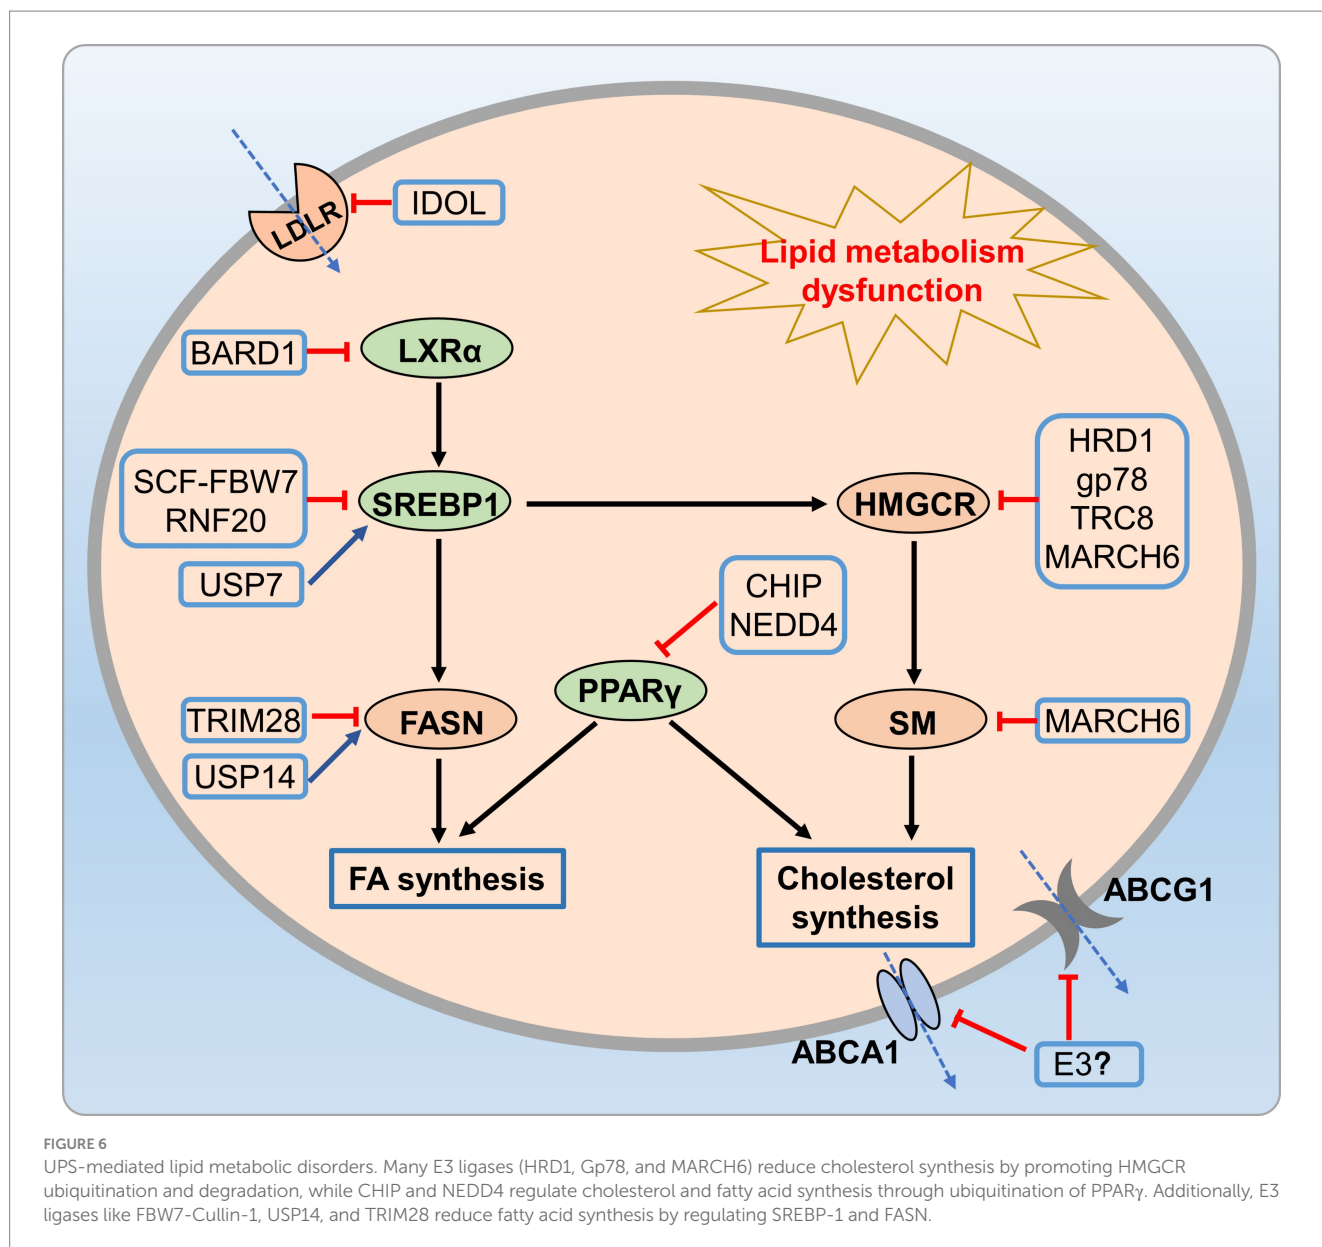 LDLR
IDOL
Lipid metabolism
dysfunction
BARD1
LXRα
SCF-FBW7
RNF20
SREBP1
USP7
HMGCR
HRD1
gp78
TRC8
MARCH6
CHIP
NEDD4
PPARγ
TRIM28
FASN
USP14
SM
MARCH6
FA synthesis
Cholesterol
synthesis
ABCG1
ABCA1
E3?
FIGURE 6
UPS-mediated lipid metabolic disorders. Many E3 ligases (HRD1, Gp78, and MARCH6) reduce cholesterol synthesis by promoting HMGCR
ubiquitination and degradation, while CHIP and NEDD4 regulate cholesterol and fatty acid synthesis through ubiquitination of PPARγ. Additionally, E3
ligases like FBW7-Cullin-1, USP14, and TRIM28 reduce fatty acid synthesis by regulating SREBP-1 and FASN.